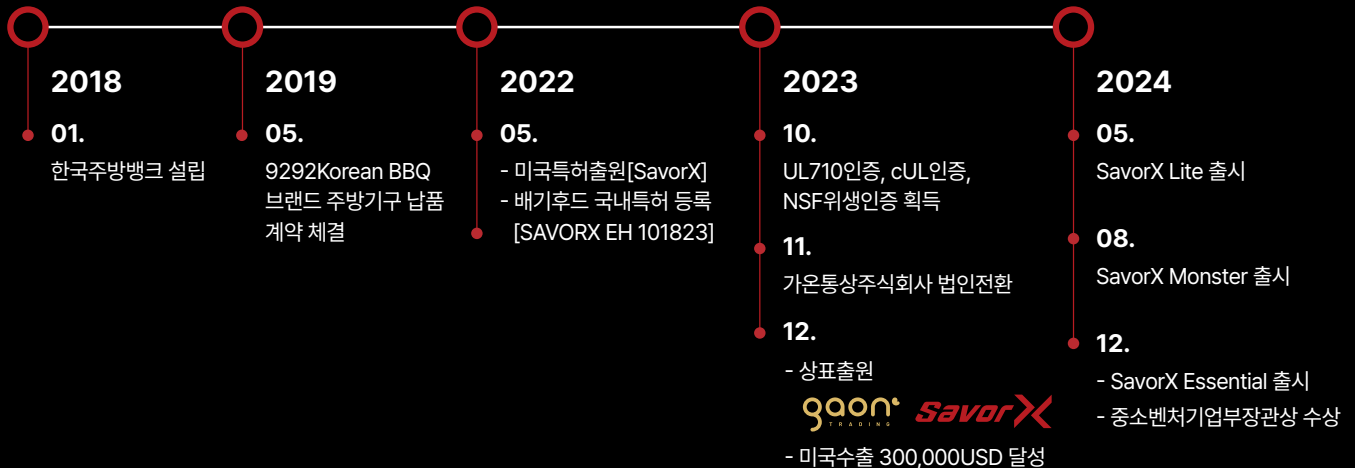 2018
01.
한국주방뱅크 설립
2019
05.
9292Korean BBQ
브랜드 주방기구 납품
계약 체결
2022
05.
- 미국특허출원[SavorX]
- 배기후드 국내특허 등록
[SAVORX EH 101823]
2023
10.
UL710인증, cUL인증,
NSF위생인증 획득
11.
가온통상주식회사 법인전환
12.
- 상표출원
gaon
TRADING
SavorX
- 미국수출 300,000USD 달성
2024
05.
SavorX Lite 출시
08.
SavorX Monster 출시
12.
- SavorX Essential 출시
- 중소벤처기업부장관상 수상